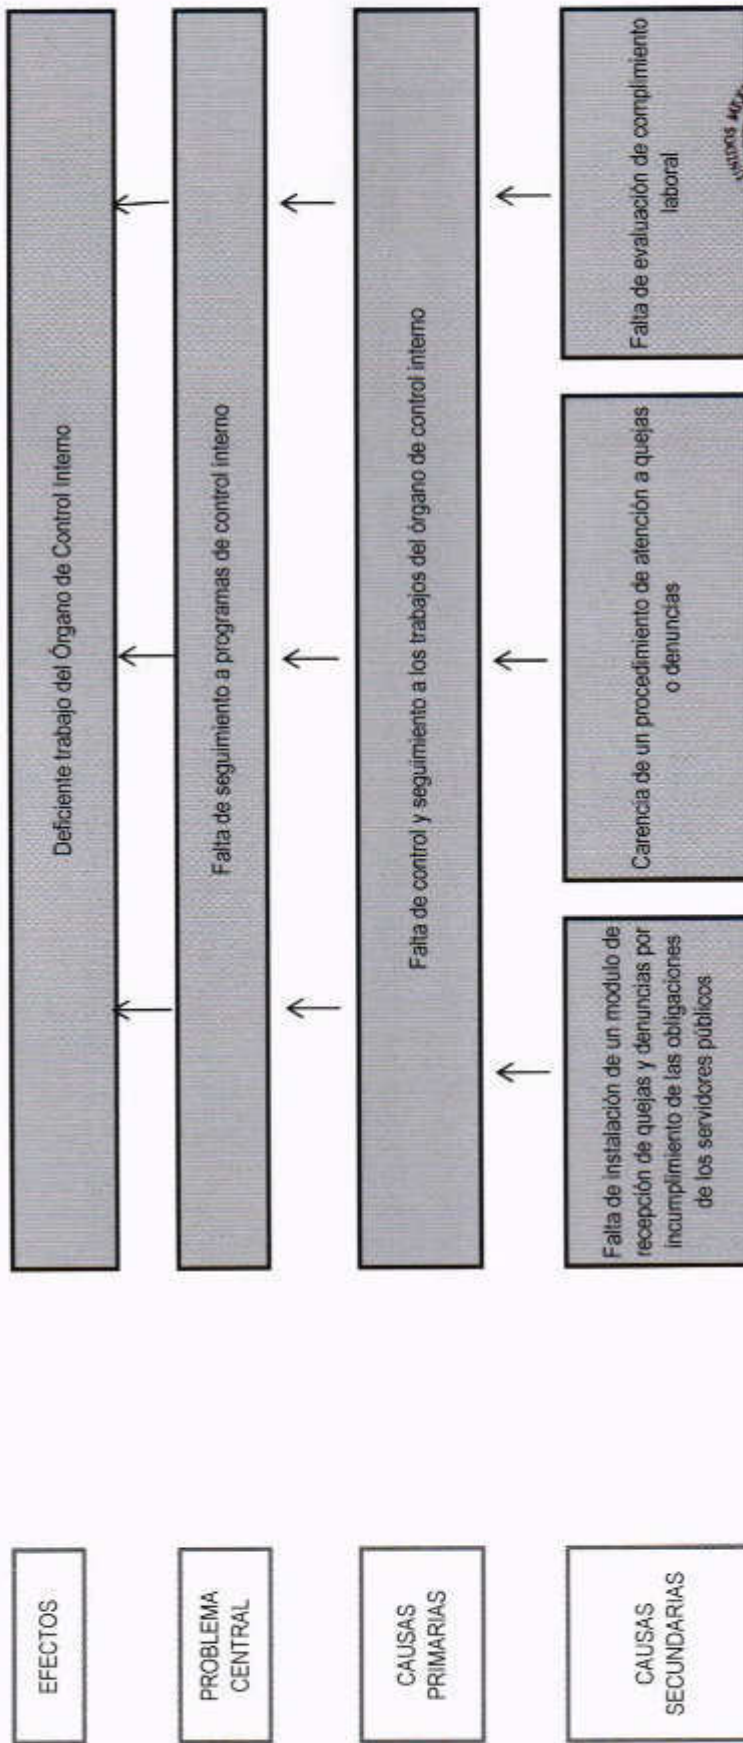 EFECTOS
Deficiente trabajo del Órgano de Control Interno
PROBLEMA
CENTRAL
Falta de seguimiento a programas de control interno
CAUSAS
PRIMARIAS
Falta de control y seguimiento a los trabajos del órgano de control interno
CAUSAS
SECUNDARIAS
Falta de instalación de un modulo de
recepción de quejas y denuncias por
incumplimiento de las obligaciones
de los servidores públicos
Carencia de un procedimiento de atención a quejas
o denuncias
Falta de evaluación de complimiento
laboral
UNIDOS